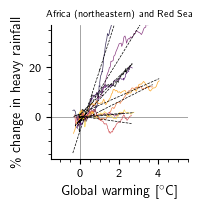 Africa (northeastern) and Red Sea
% change in heavy rainfall
20
0
0
2
4
Global warming [°C]